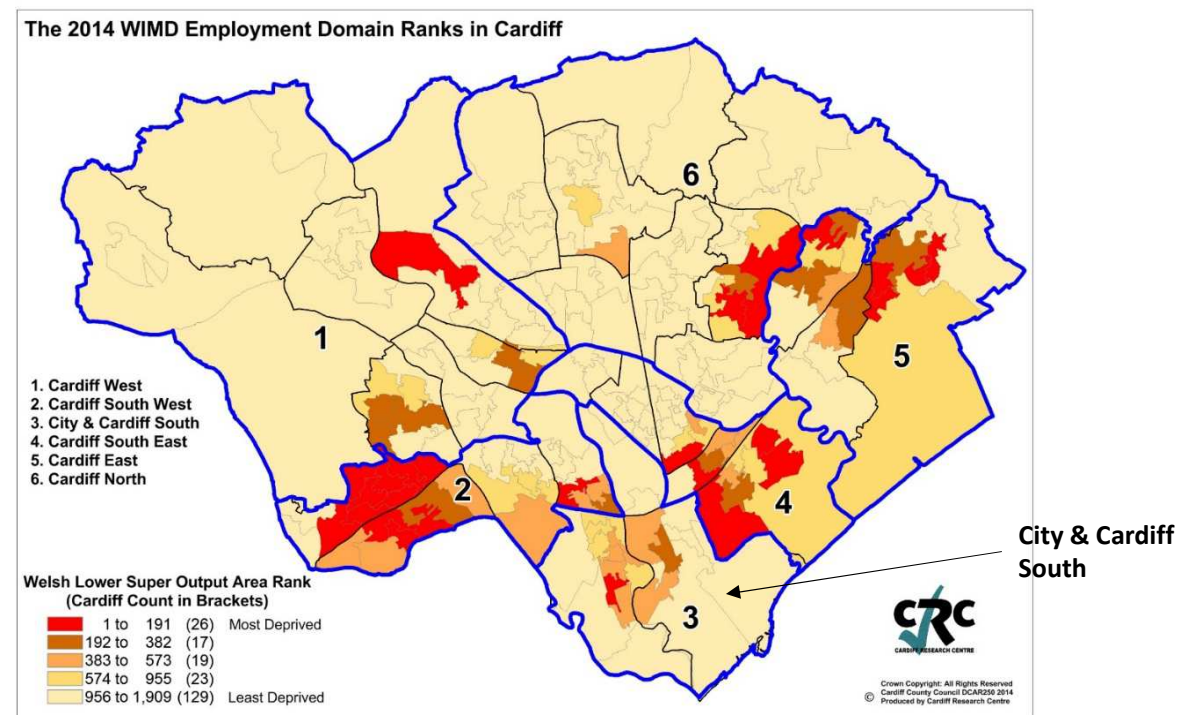 The 2014 WIMD Employment Domain Ranks in Cardiff
6
1
5
1. Cardiff West
2. Cardiff South West
3. City & Cardiff South
4. Cardiff South East
5. Cardiff East
6. Cardiff North
2
4
City & Cardiff
South
3
Welsh Lower Super Output Area Rank
(Cardiff Count in Brackets)
1 to 191 (26) Most Deprived
192 to 382 (17)
383 to 573 (19)
574 to 955 (23)
956 to 1,909 (129) Least Deprived
CRC
CARDIFF RESEARCH CENTRE
Crown Copyright: All Rights Reserved
© Cardiff County Council DCAR250 2014
Produced by Cardiff Research Centre